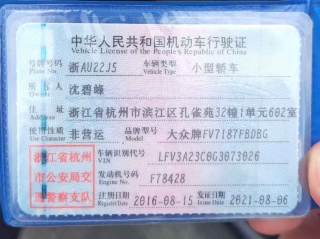 中华人民共和国机动车行驶证
Vehicle License of the People's Republic of China
号牌号码 浙AU22J5 车辆类型 小型轿车
Plate No. Vehicle Type
所有人 沈碧峰
Owner
住址 浙江省杭州市滨江区孔雀苑32幢1单元602室
Address
使用性质 非营运 大众牌FV7187FBDBG
Use Character
浙江省杭州市公安局交通警察支队
车辆识别代号 LFV3A23C0G3073026
VIN
发动机号码 F78428
Engine No.
注册日期 2016-08-15 发证日期 2021-08-06
Register Date Issue Date